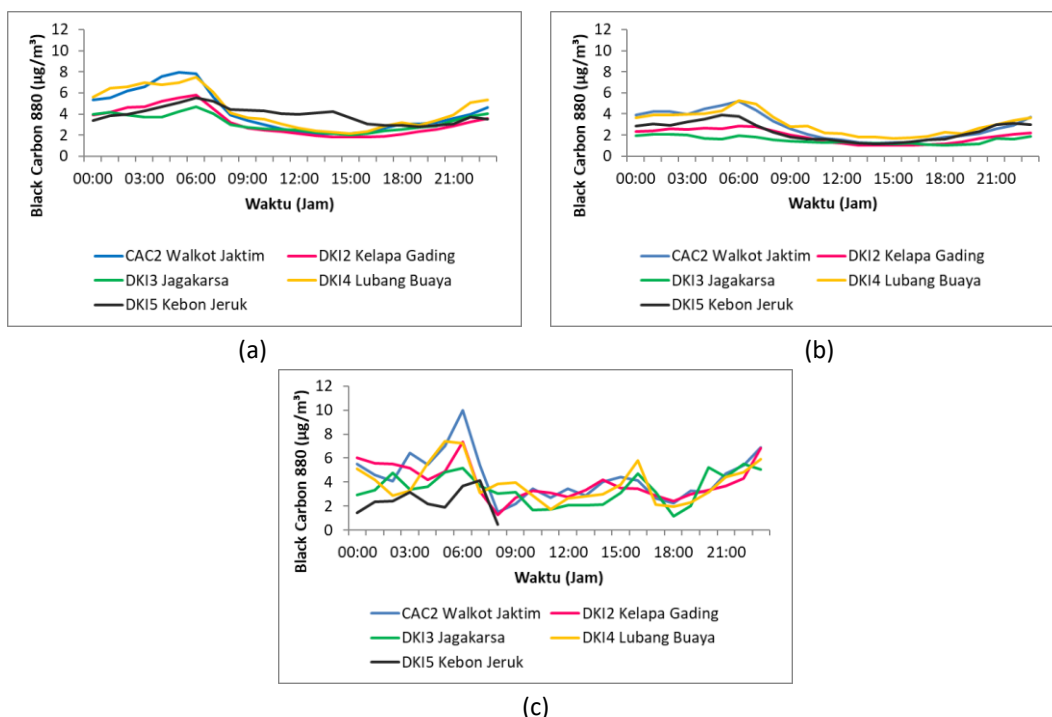 12
10
8
6
4
2
0
Black Carbon 880 (µg/m³)
00:00 03:00 06:00 09:00 12:00 15:00 18:00 21:00
Waktu (Jam)
CAC2 Walkot Jaktim DKI2 Kelapa Gading
DKI3 Jagakarsa DKI4 Lubang Buaya
DKI5 Kebon Jeruk
(a)
12
10
8
6
4
2
0
Black Carbon 880 (µg/m³)
00:00 03:00 06:00 09:00 12:00 15:00 18:00 21:00
Waktu (Jam)
CAC2 Walkot Jaktim DKI2 Kelapa Gading
DKI3 Jagakarsa DKI4 Lubang Buaya
DKI5 Kebon Jeruk
(b)
12
10
8
6
4
2
0
Black Carbon 880 (µg/m³)
00:00 03:00 06:00 09:00 12:00 15:00 18:00 21:00
Waktu (Jam)
CAC2 Walkot Jaktim DKI2 Kelapa Gading
DKI3 Jagakarsa DKI4 Lubang Buaya
DKI5 Kebon Jeruk
(c)